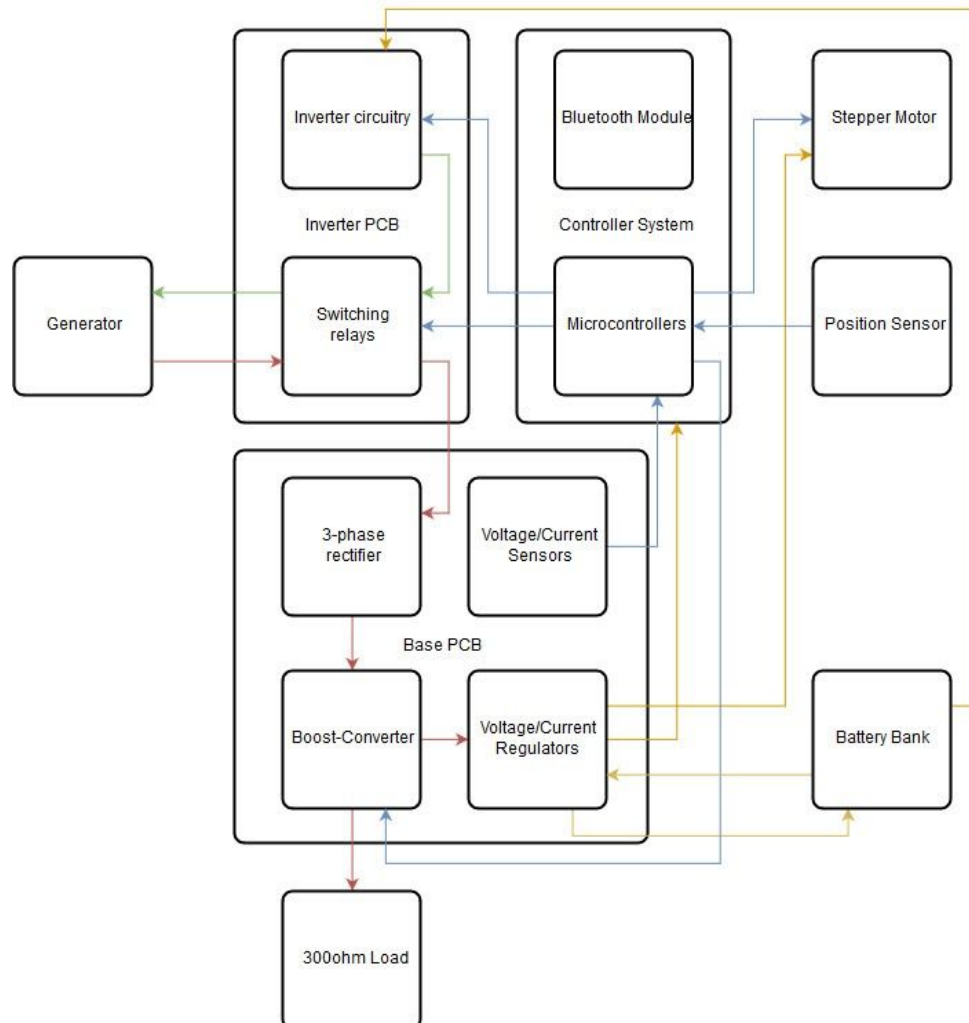 Inverter circuitry
Bluetooth Module
Stepper Motor
Inverter PCB
Controller System
Generator
Switching
relays
Microcontrollers
Position Sensor
3-phase
rectifier
Voltage/Current
Sensors
Base PCB
Boost-Converter
Voltage/Current
Regulators
Battery Bank
300ohm Load